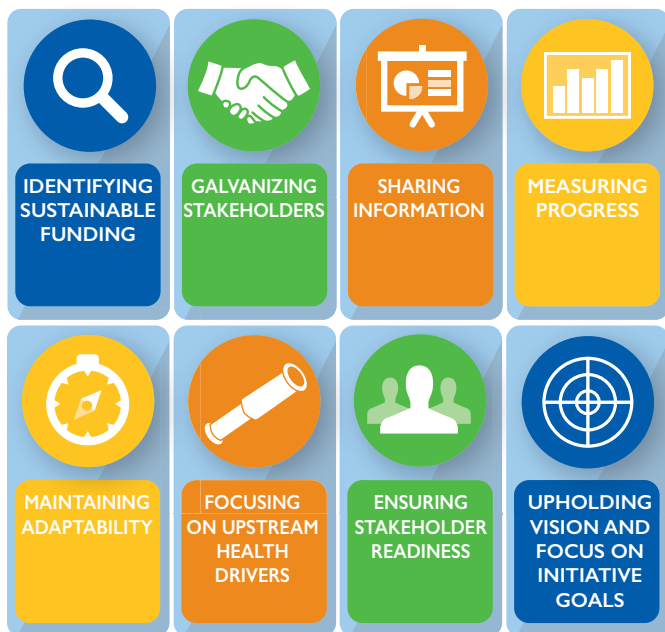 IDENTIFYING
SUSTAINABLE
FUNDING
GALVANIZING
STAKEHOLDERS
SHARING
INFORMATION
MEASURING
PROGRESS
MAINTAINING
ADAPTABILITY
FOCUSING
ON UPSTREAM
HEALTH
DRIVERS
ENSURING
STAKEHOLDER
READINESS
UPHOLDING
VISION AND
FOCUS ON
INITIATIVE
GOALS